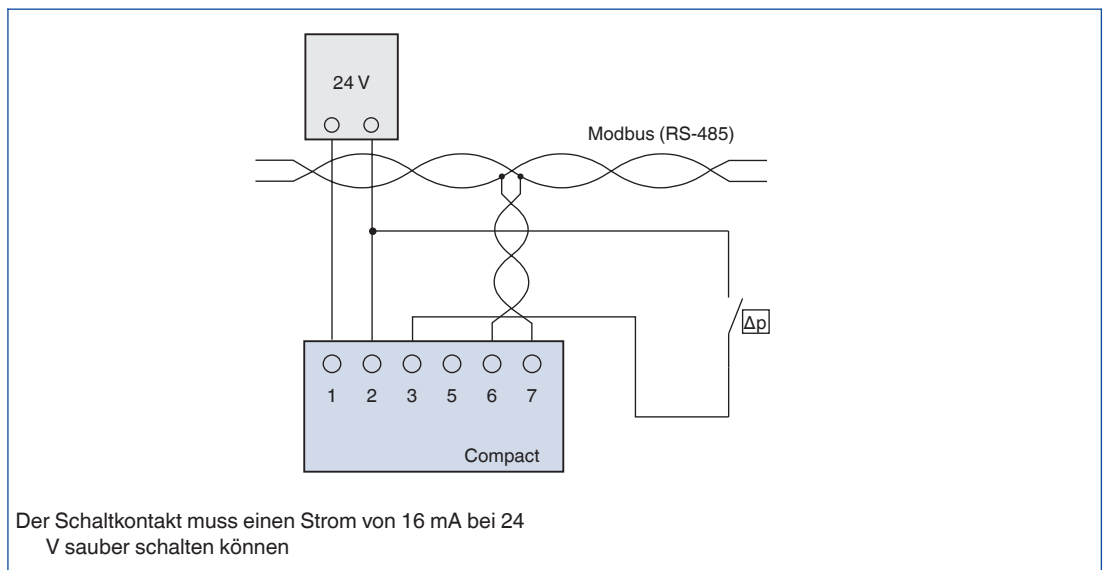 24 V
Modbus (RS-485)
Δp
1 2 3 5 6 7
Compact
Der Schaltkontakt muss einen Strom von 16 mA bei 24
V sauber schalten können